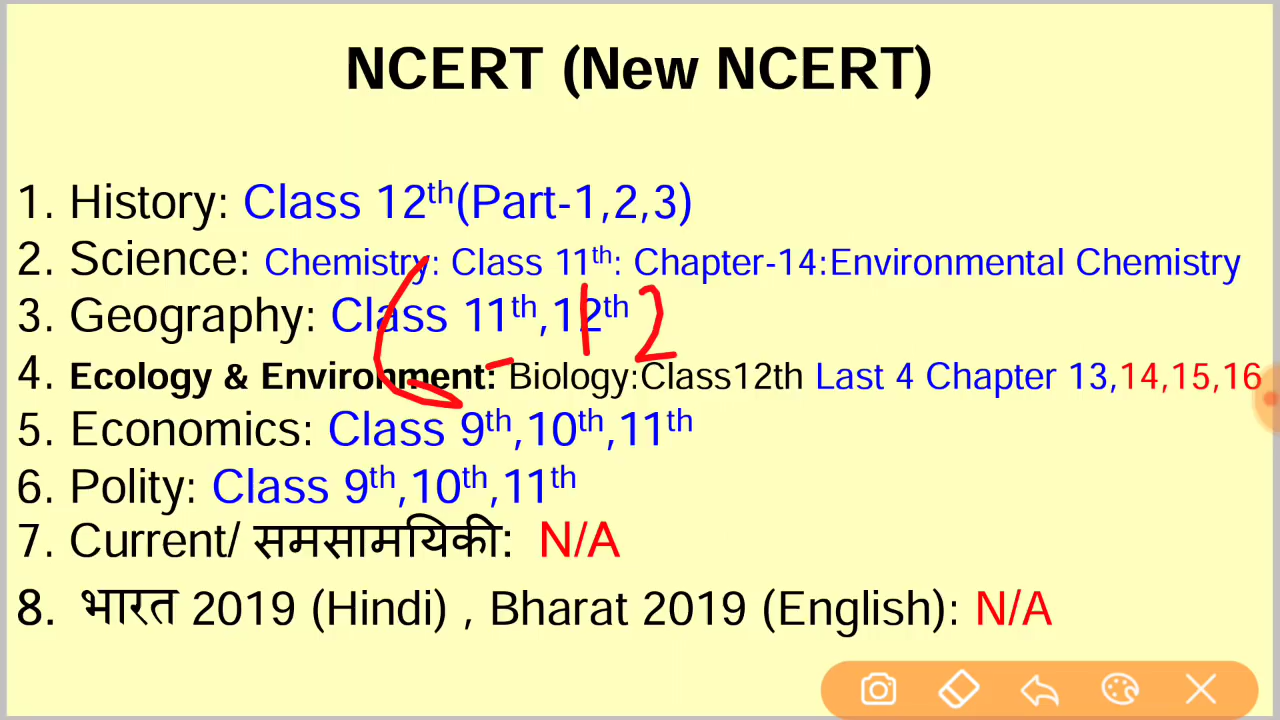 NCERT (New NCERT)
1. History: Class 12th(Part-1,2,3)
2. Science: Chemistry: Class 11th: Chapter-14:Environmental Chemistry
3. Geography: Class 11th,12th
4. Ecology & Environment: Biology:Class12th Last 4 Chapter 13,14,15,16
5. Economics: Class 9th,10th,11th
6. Polity: Class 9th,10th,11th
7. Current/ समसामयिकी: N/A
8. भारत 2019 (Hindi) , Bharat 2019 (English): N/A
6 - 12